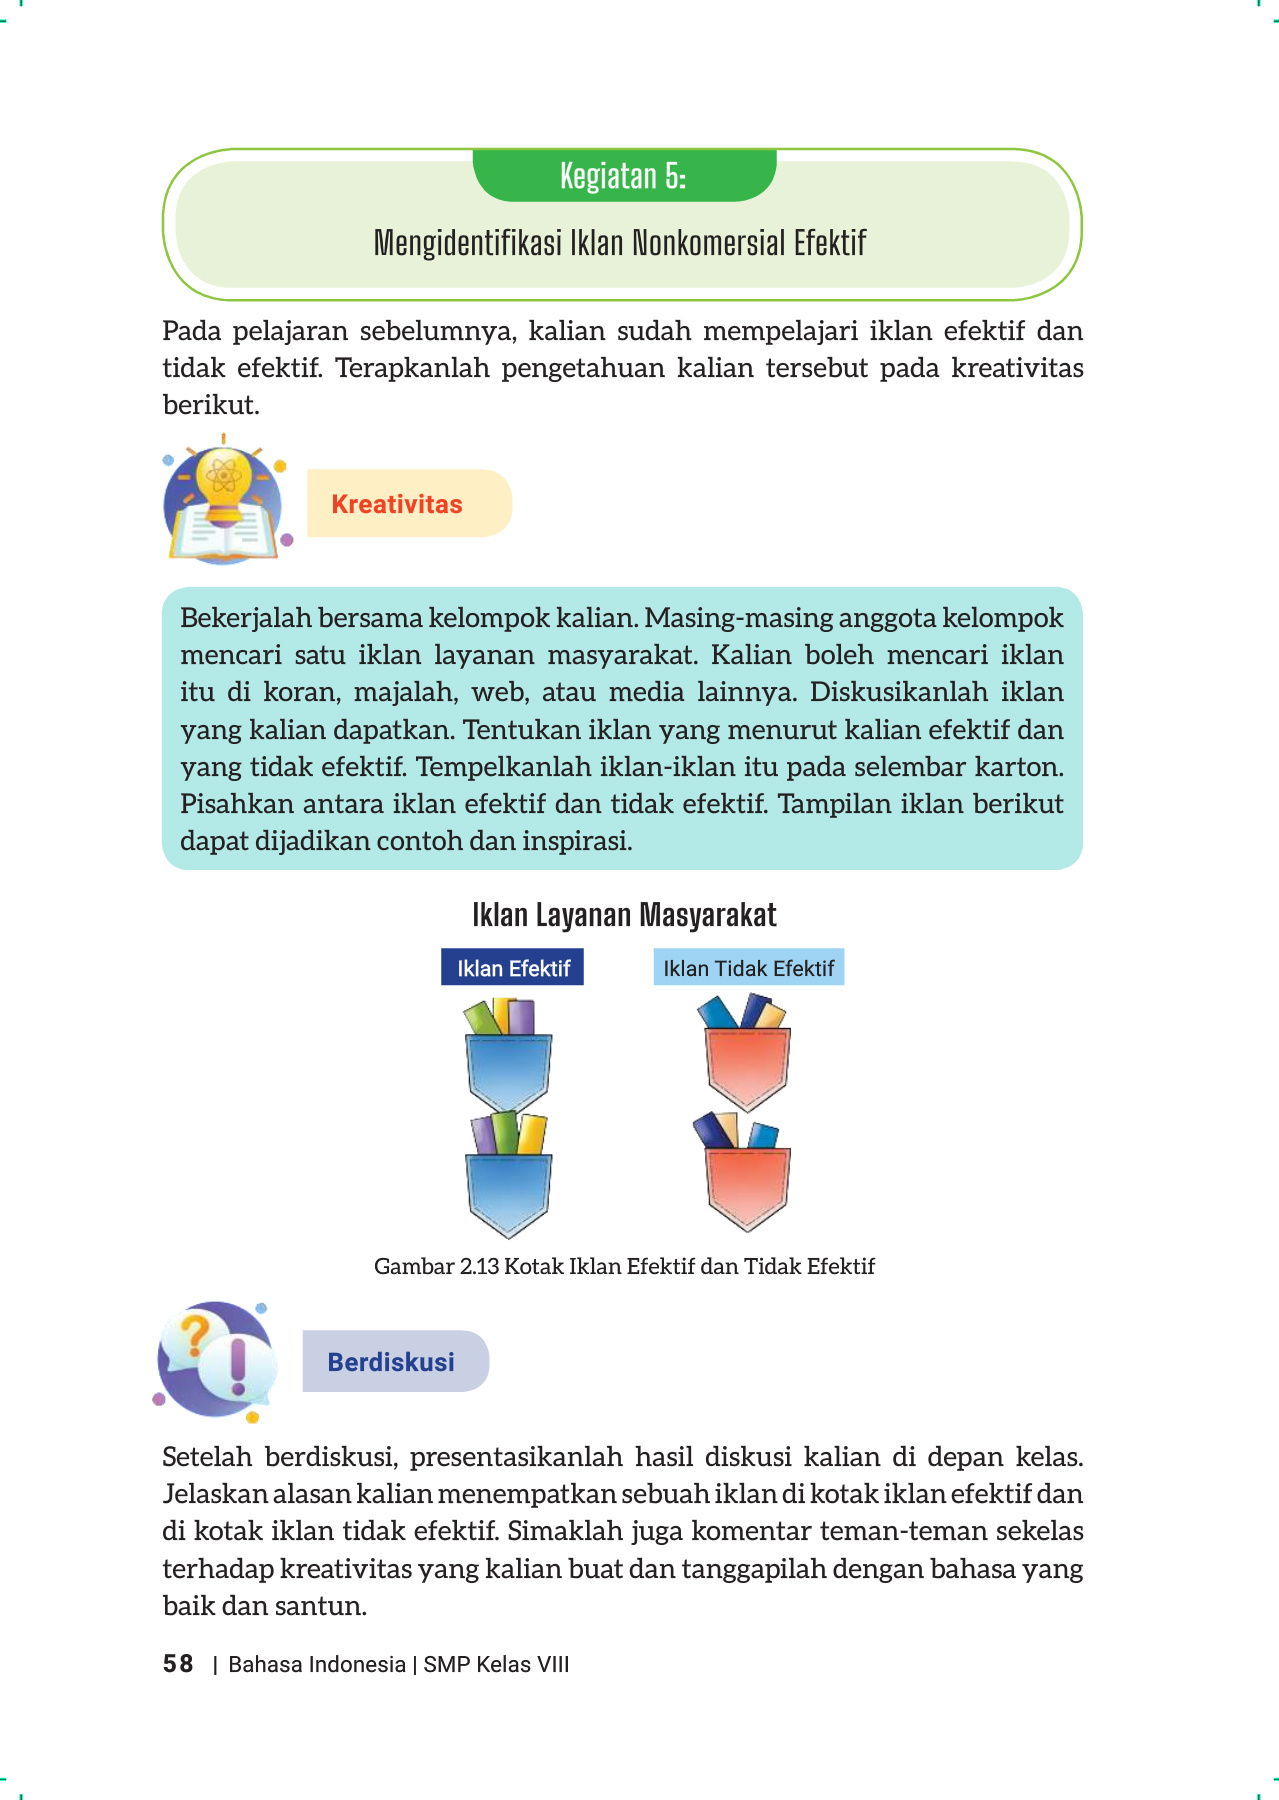 Kegiatan 5:
Mengidentifikasi Iklan Nonkomersial Efektif
Pada pelajaran sebelumnya, kalian sudah mempelajari iklan efektif dan
tidak efektif. Terapkanlah pengetahuan kalian tersebut pada kreativitas
berikut.
Kreativitas
Bekerjalah bersama kelompok kalian. Masing-masing anggota kelompok
mencari satu iklan layanan masyarakat. Kalian boleh mencari iklan
itu di koran, majalah, web, atau media lainnya. Diskusikanlah iklan
yang kalian dapatkan. Tentukan iklan yang menurut kalian efektif dan
yang tidak efektif. Tempelkanlah iklan-iklan itu pada selembar karton.
Pisahkan antara iklan efektif dan tidak efektif. Tampilan iklan berikut
dapat dijadikan contoh dan inspirasi.
Iklan Layanan Masyarakat
Iklan Efektif
Iklan Tidak Efektif
Gambar 2.13 Kotak Iklan Efektif dan Tidak Efektif
?
!
Berdiskusi
Setelah berdiskusi, presentasikanlah hasil diskusi kalian di depan kelas.
Jelaskan alasan kalian menempatkan sebuah iklan di kotak iklan efektif dan
di kotak iklan tidak efektif. Simaklah juga komentar teman-teman sekelas
terhadap kreativitas yang kalian buat dan tanggapilah dengan bahasa yang
baik dan santun.
58 | Bahasa Indonesia | SMP Kelas VIII